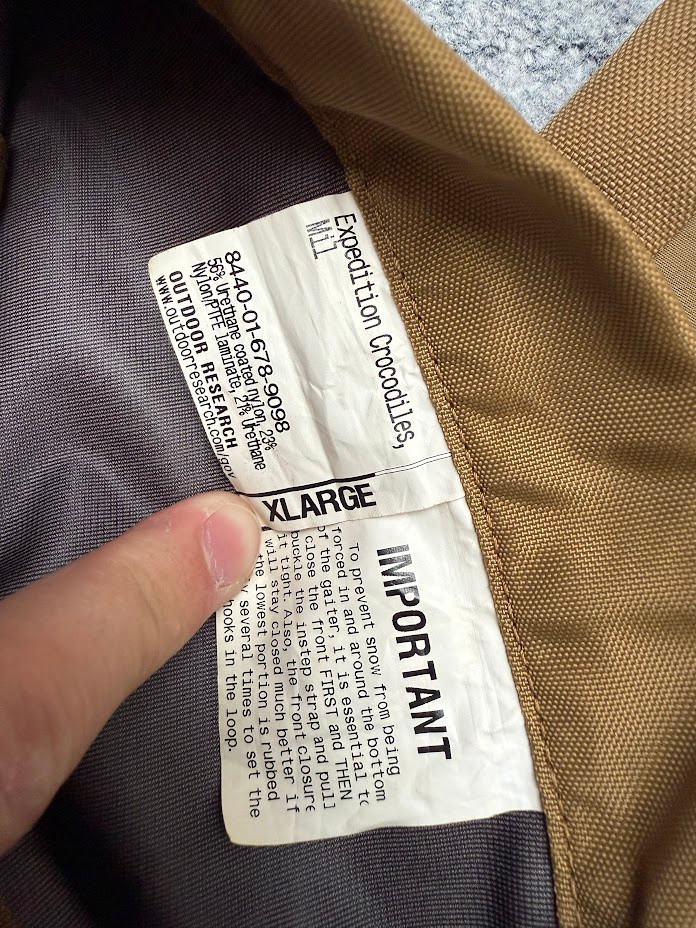 Expedition Crocodiles,
Mil
8440-01-678-9098
56% Urethane coated nylon, 23%
Nylon/PTFE laminate, 21% Urethane
OUTDOOR RESEARCH
www.outdoorresearch.com/gov
XLARGE
IMPORTANT
To prevent snow from being
forced in and around the bottom
of the gaiter, it is essential to
close the front FIRST and THEN
buckle the instep strap and pull
it tight. Also, the front closure
will stay closed much better if
the lowest portion is rubbed
several times to set the
hooks in the loop.